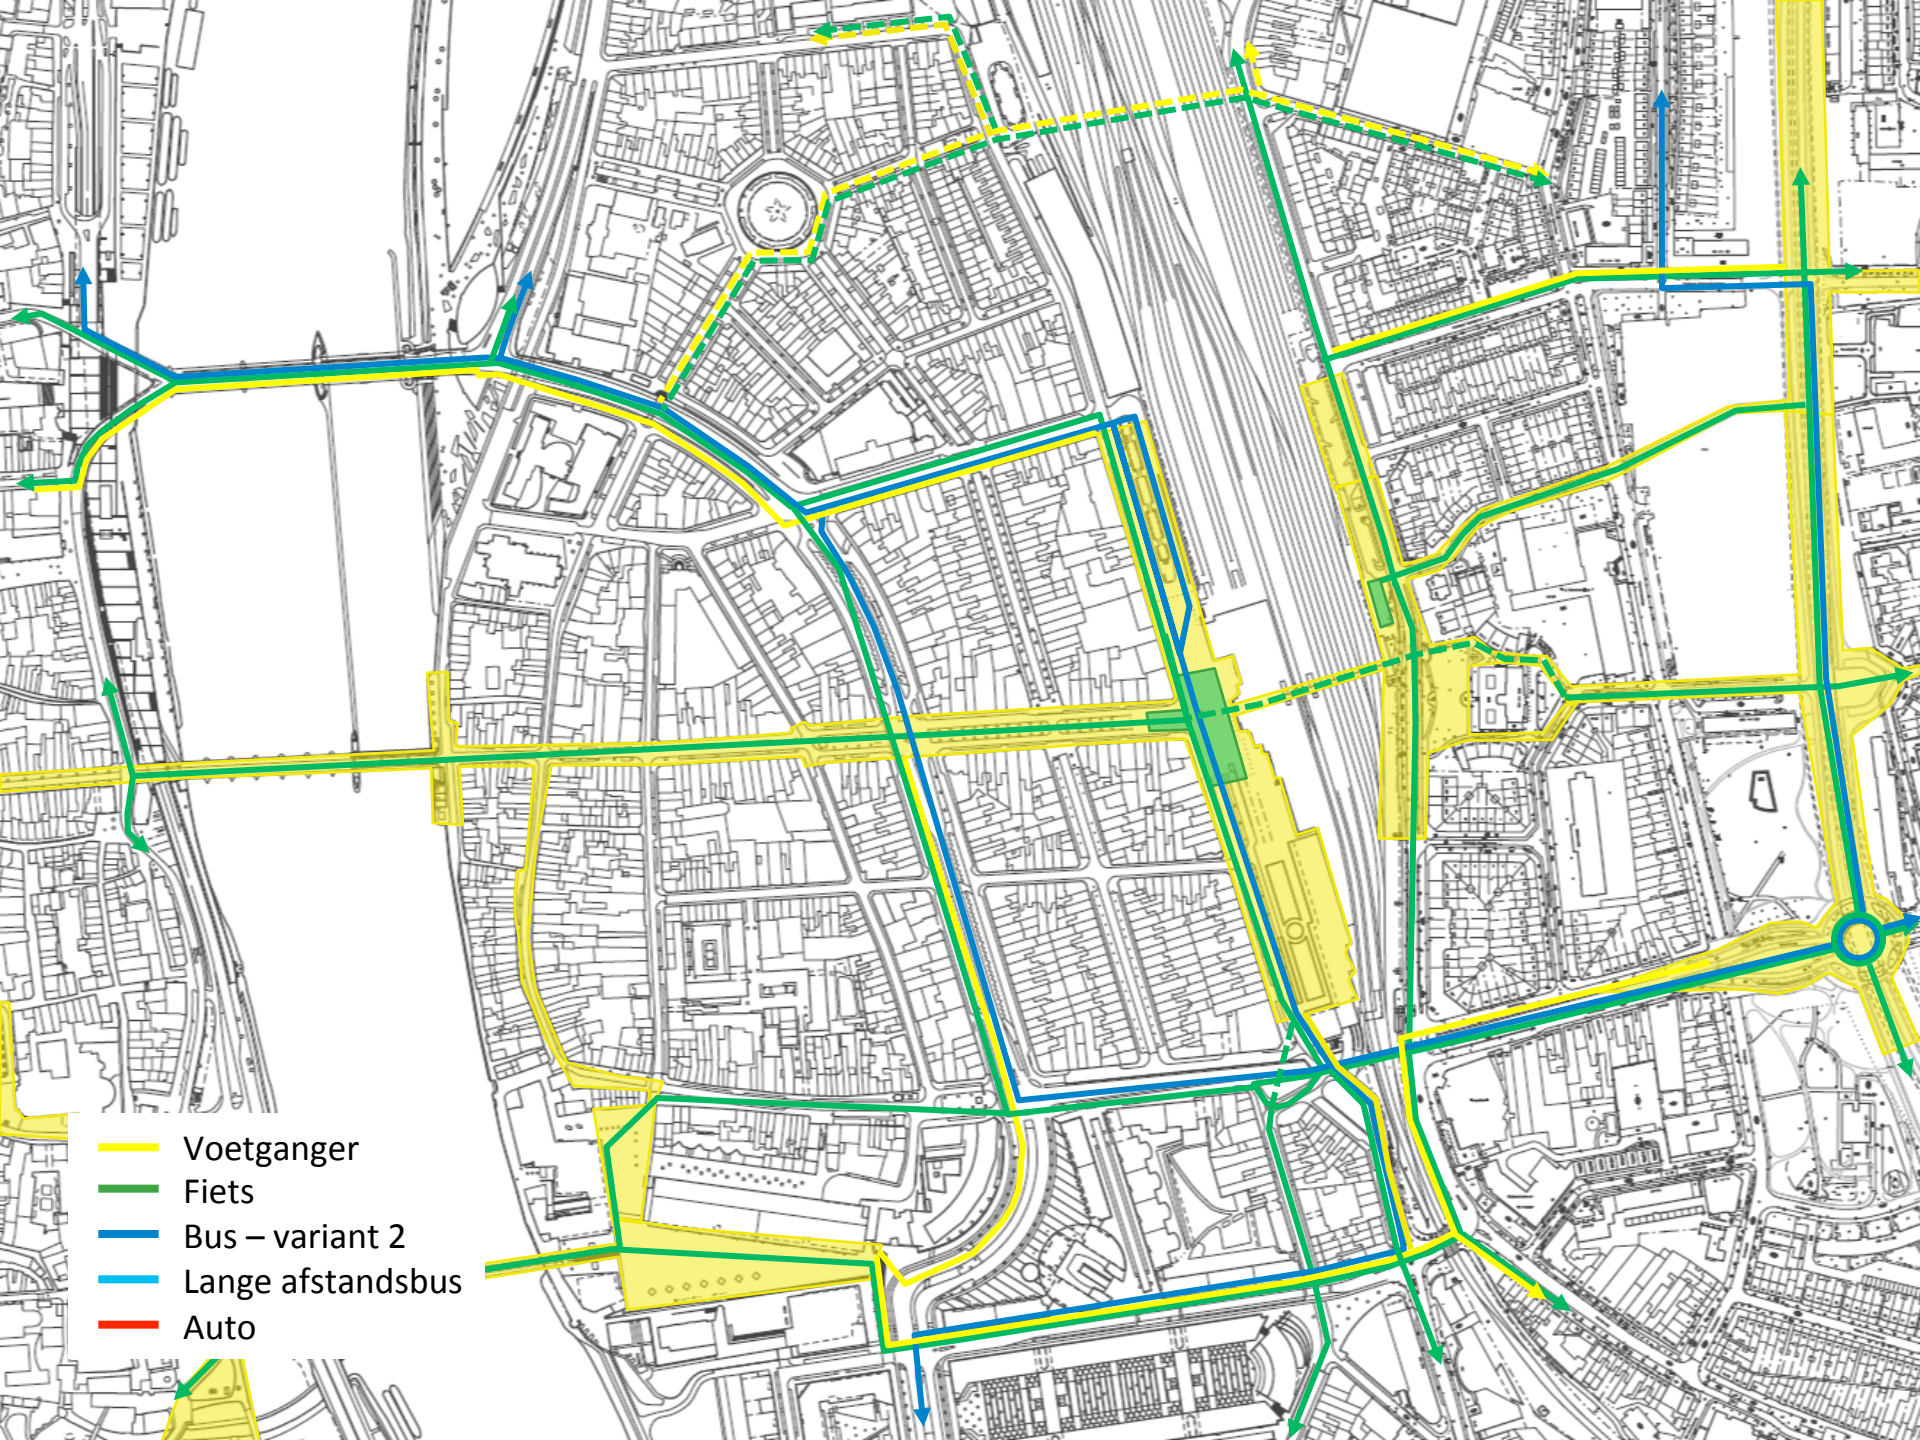 Voetganger
Fiets
Bus – variant 2
Lange afstandsbus
Auto